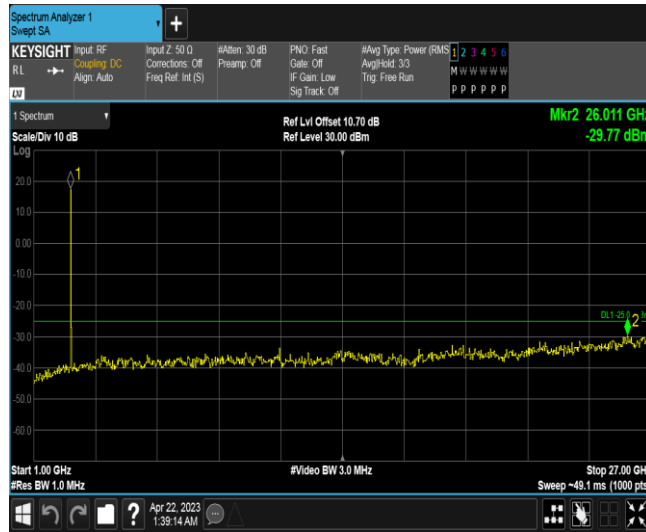 Spectrum Analyzer 1
Swept SA
KEYSIGHT
RL
LXI
Input: RF
Coupling: DC
Align: Auto
Input Z: 50 Ω
Corrections: Off
Freq Ref: Int (S)
#Atten: 30 dB
Preamp: Off
PNO: Fast
Gate: Off
IF Gain: Low
Sig Track: Off
#Avg Type: Power (RMS
Avg|Hold: 3/3
Trig: Free Run
1 2 3 4 5 6
M W W W W W
P P P P P P
1 Spectrum
Scale/Div 10 dB
Log
Ref Lvl Offset 10.70 dB
Ref Level 30.00 dBm
Mkr2 26.011 GHz
-29.77 dBm
1
20.0
10.0
0.00
-10.0
-20.0
DL1 -25.0
2
-30.0
-40.0
-50.0
-60.0
Start 1.00 GHz
#Video BW 3.0 MHz
Stop 27.00 GHz
#Res BW 1.0 MHz
Sweep ~49.1 ms (1000 pts
?
Apr 22, 2023
1:39:14 AM